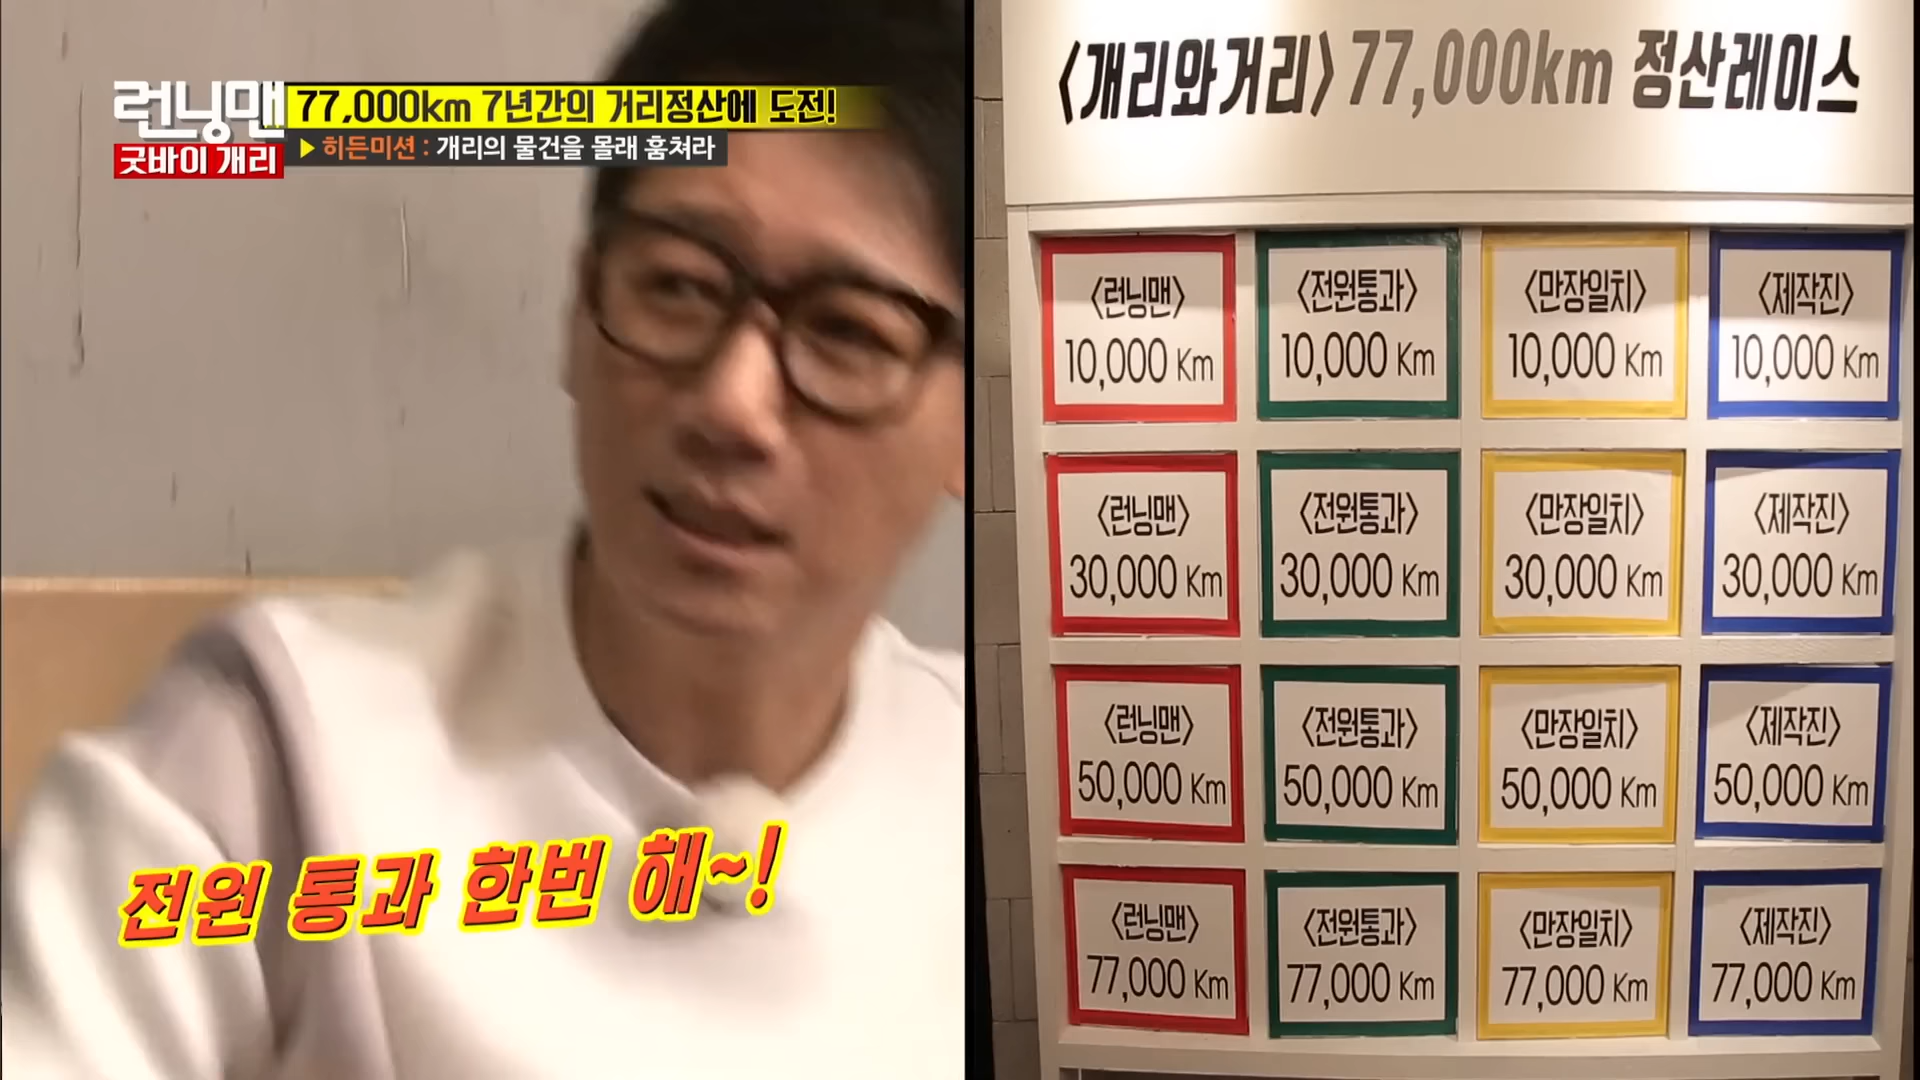 런닝맨
굿바이 개리
77,000km 7년간의 거리정산에 도전!
히든미션 : 개리의 물건을 몰래 훔쳐라
전원 통과 한번 해~!
<개리와거리> 77,000km 정산레이스
<런닝맨> <전원통과> <만장일치> <제작진>
10,000 Km 10,000 Km 10,000 Km 10,000 Km
<런닝맨> <전원통과> <만장일치> <제작진>
30,000 Km 30,000 Km 30,000 Km 30,000 Km
<런닝맨> <전원통과> <만장일치> <제작진>
50,000 Km 50,000 Km 50,000 Km 50,000 Km
<런닝맨> <전원통과> <만장일치> <제작진>
77,000 Km 77,000 Km 77,000 Km 77,000 Km